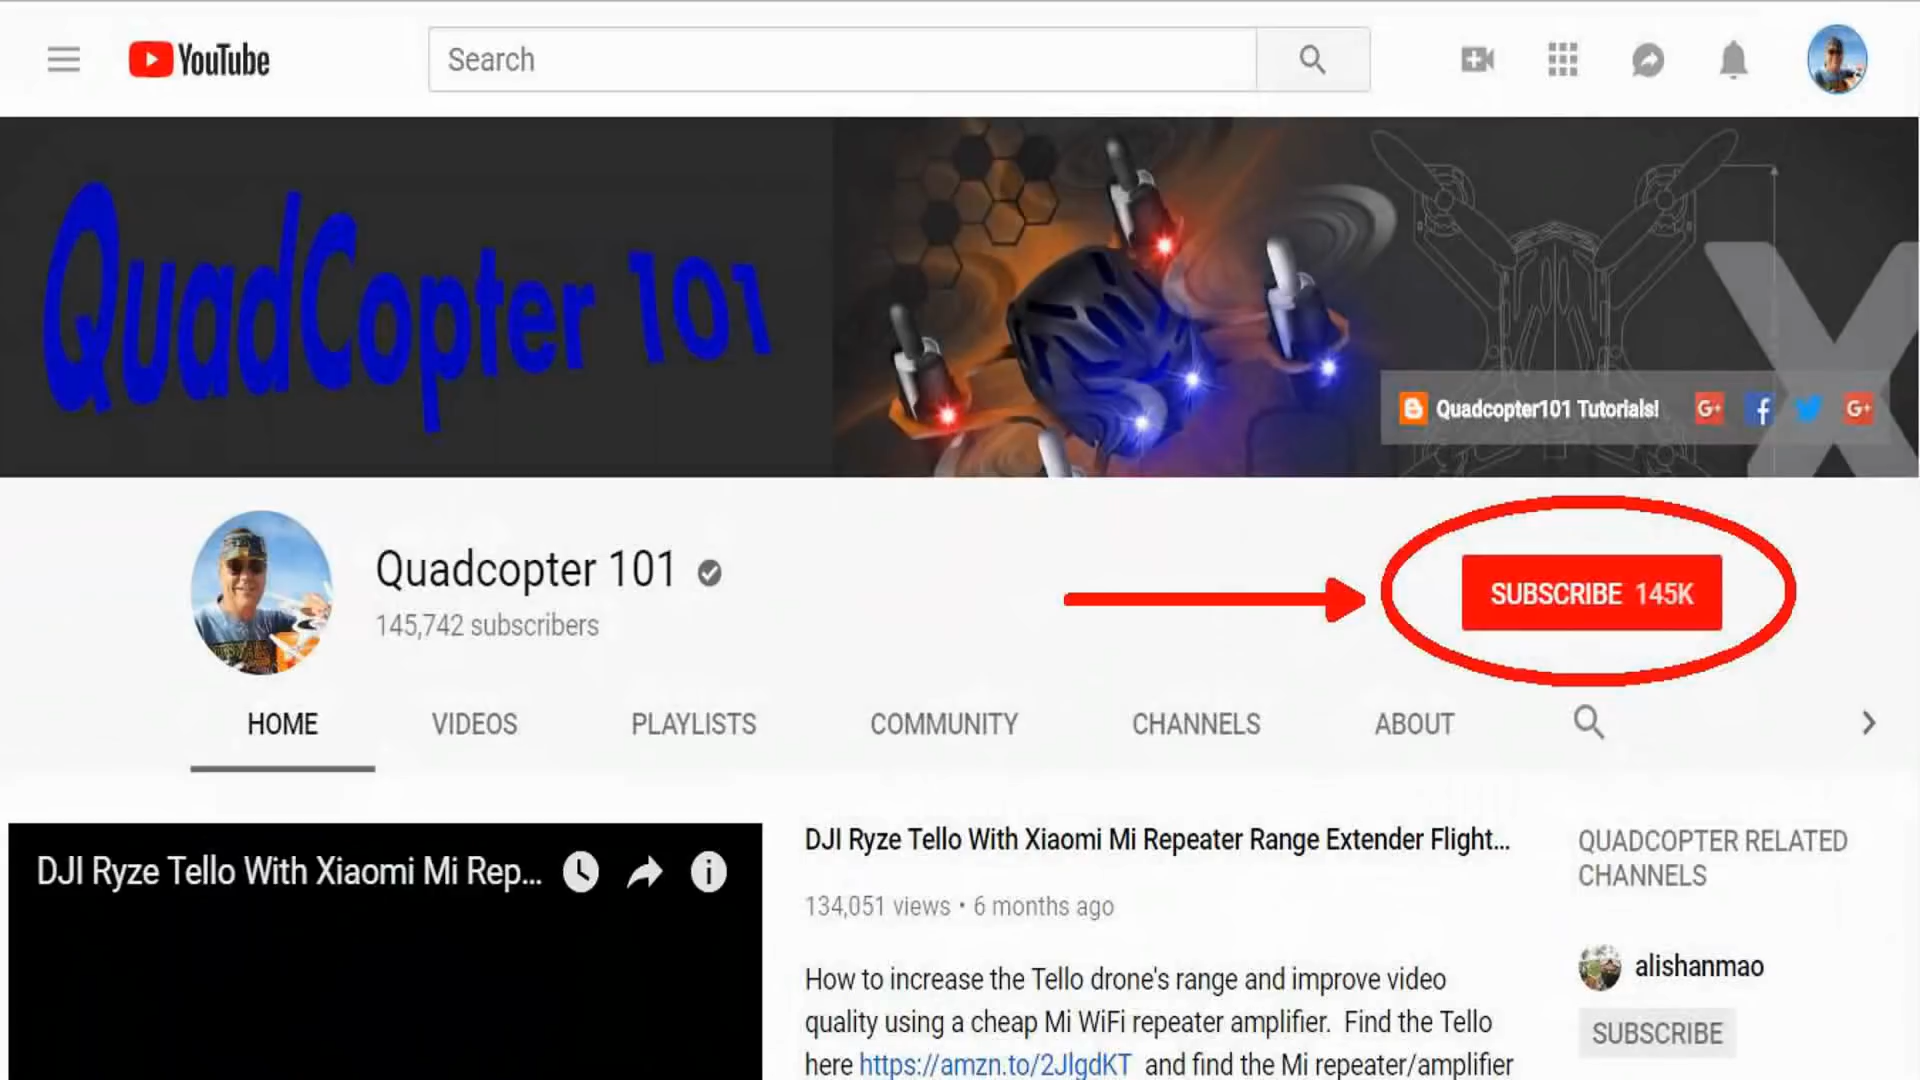 YouTube
Search
QuadCopter 101
X
Quadcopter101 Tutorials!
Quadcopter 101
145,742 subscribers
SUBSCRIBE 145K
HOME VIDEOS PLAYLISTS COMMUNITY CHANNELS ABOUT
DJI Ryze Tello With Xiaomi Mi Rep...
DJI Ryze Tello With Xiaomi Mi Repeater Range Extender Flight...
134,051 views • 6 months ago
How to increase the Tello drone's range and improve video
quality using a cheap Mi WiFi repeater amplifier. Find the Tello
here https://amzn.to/2JlgdKT and find the Mi repeater/amplifier
QUADCOPTER RELATED
CHANNELS
alishanmao
SUBSCRIBE